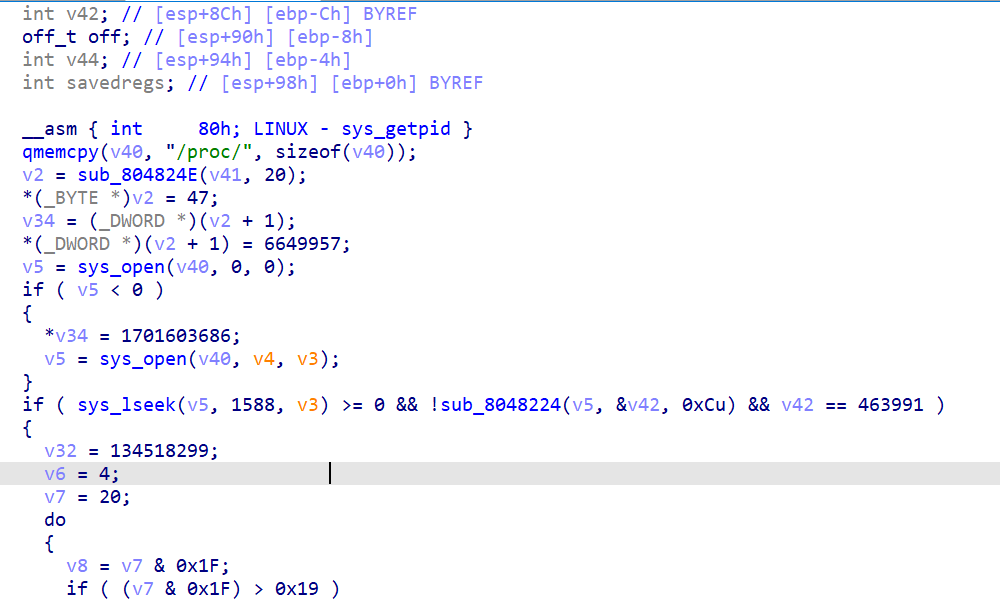 int v42; // [esp+8Ch] [ebp-Ch] BYREF
off_t off; // [esp+90h] [ebp-8h]
int v44; // [esp+94h] [ebp-4h]
int savedregs; // [esp+98h] [ebp+0h] BYREF
__asm { int     80h; LINUX - sys_getpid }
qmemcpy(v40, "/proc/", sizeof(v40));
v2 = sub_804824E(v41, 20);
*(_BYTE *)v2 = 47;
v34 = (_DWORD *)(v2 + 1);
*(_DWORD *)(v2 + 1) = 6649957;
v5 = sys_open(v40, 0, 0);
if ( v5 < 0 )
{
*v34 = 1701603686;
v5 = sys_open(v40, v4, v3);
}
if ( sys_lseek(v5, 1588, v3) >= 0 && !sub_8048224(v5, &v42, 0xCu) && v42 == 463991 )
{
v32 = 134518299;
v6 = 4;
v7 = 20;
do
{
v8 = v7 & 0x1F;
if ( (v7 & 0x1F) > 0x19 )